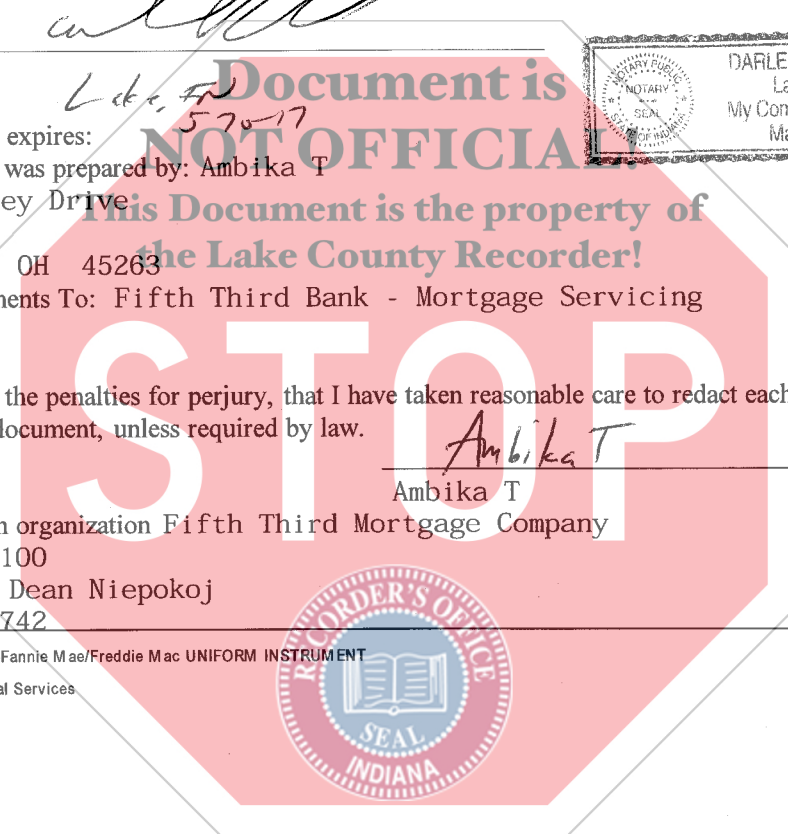 Document is
Lake, IN
DARLE
NOTARY PUBLIC
NOTARY
SEAL
STATE OF INDIANA
La
My Com
Ma
5-70-17
expires:
NOT OFFICIAL!
was prepared by: Ambika T
ey Drive
This Document is the property of
the Lake County Recorder!
OH 45263
nents To: Fifth Third Bank - Mortgage Servicing
STOP
the penalties for perjury, that I have taken reasonable care to redact each
document, unless required by law.
Ambika T
Ambika T
n organization Fifth Third Mortgage Company
100
Dean Niepokoj
742
Fannie Mae/Freddie Mac UNIFORM INSTRUMENT
al Services
RECORDER'S OFFICE
SEAL
INDIANA